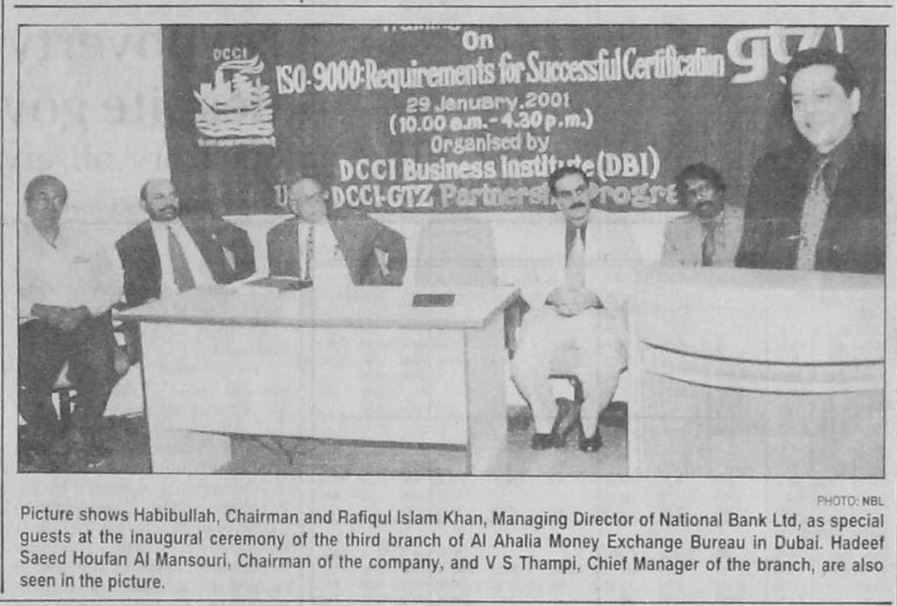 On
DCCI
ISO-9000:Requirements for Successful Certification
gtz
29 January,2001
(10.00 a.m.-4.30 p.m.)
Organised by
DCCI Business Institute (DBI)
DCCI-GTZ Partnership Progra
PHOTO: NBL
Picture shows Habibullah, Chairman and Rafiqul Islam Khan, Managing Director of National Bank Ltd, as special
guests at the inaugural ceremony of the third branch of Al Ahalia Money Exchange Bureau in Dubai. Hadeef
Saeed Houfan Al Mansouri, Chairman of the company, and V S Thampi, Chief Manager of the branch, are also
seen in the picture.